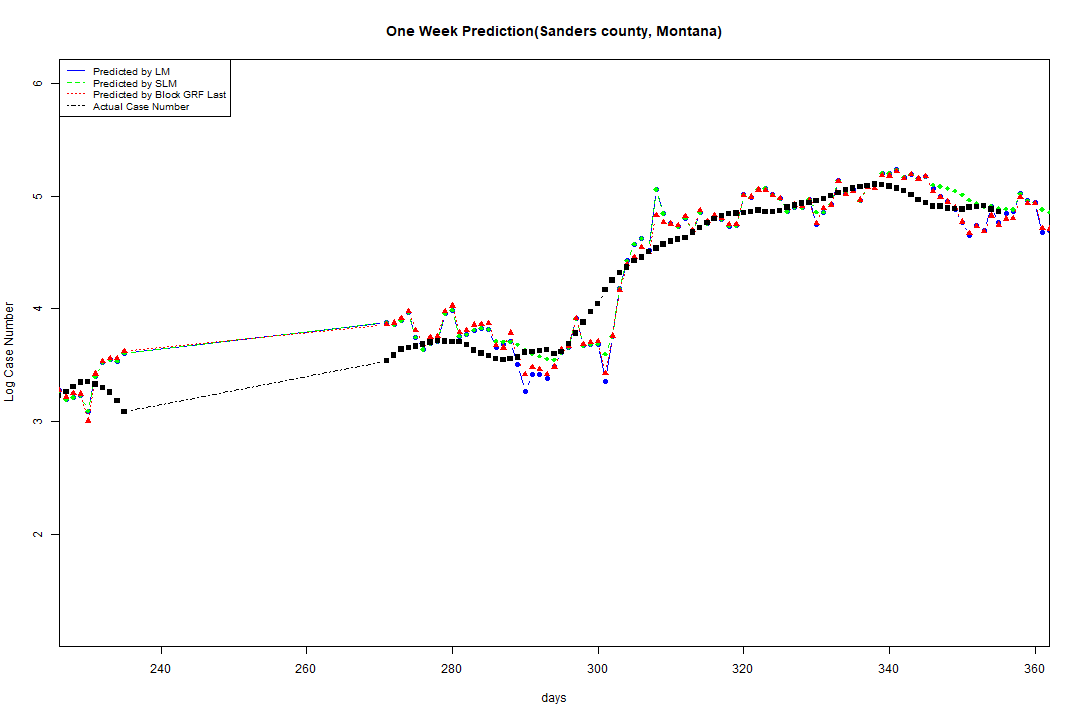 One Week Prediction(Sanders county, Montana)
Predicted by LM
Predicted by SLM
Predicted by Block GRF Last
Actual Case Number
6
5
4
3
2
Log Case Number
240 260 280 300 320 340 360
days